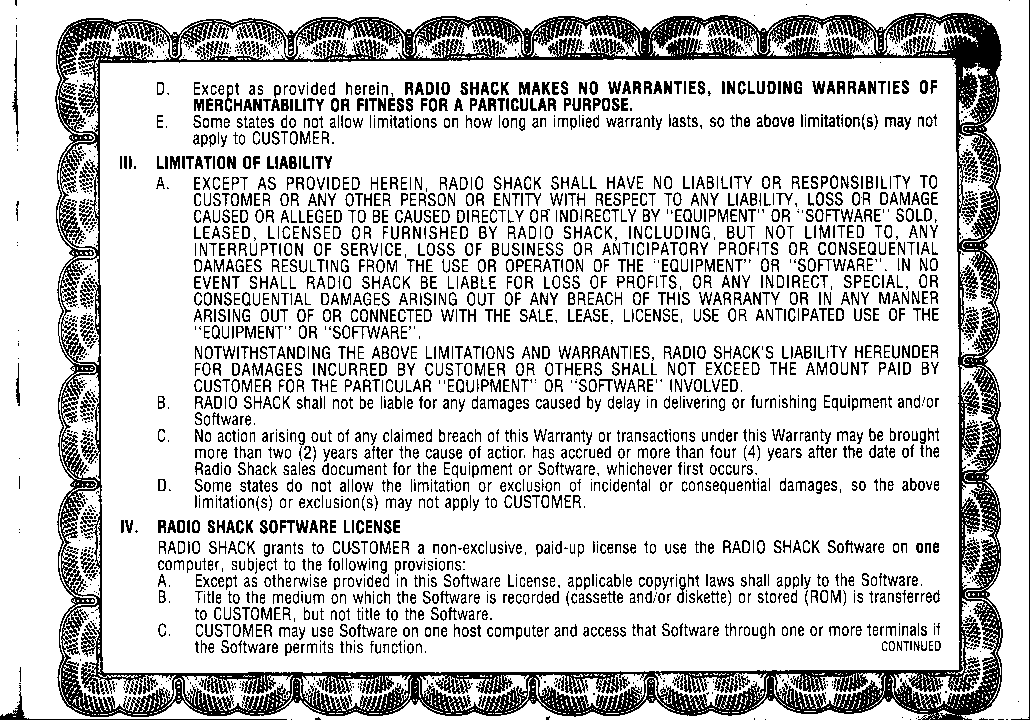 D. Except as provided herein, RADIO SHACK MAKES NO WARRANTIES, INCLUDING WARRANTIES OF
MERCHANTABILITY OR FITNESS FOR A PARTICULAR PURPOSE.
E. Some states do not allow limitations on how long an implied warranty lasts, so the above limitation(s) may not
apply to CUSTOMER.
III. LIMITATION OF LIABILITY
A. EXCEPT AS PROVIDED HEREIN, RADIO SHACK SHALL HAVE NO LIABILITY OR RESPONSIBILITY TO
CUSTOMER OR ANY OTHER PERSON OR ENTITY WITH RESPECT TO ANY LIABILITY, LOSS OR DAMAGE
CAUSED OR ALLEGED TO BE CAUSED DIRECTLY OR INDIRECTLY BY "EQUIPMENT" OR "SOFTWARE" SOLD,
LEASED, LICENSED OR FURNISHED BY RADIO SHACK, INCLUDING, BUT NOT LIMITED TO, ANY
INTERRUPTION OF SERVICE, LOSS OF BUSINESS OR ANTICIPATORY PROFITS OR CONSEQUENTIAL
DAMAGES RESULTING FROM THE USE OR OPERATION OF THE "EQUIPMENT" OR "SOFTWARE". IN NO
EVENT SHALL RADIO SHACK BE LIABLE FOR LOSS OF PROFITS, OR ANY INDIRECT, SPECIAL, OR
CONSEQUENTIAL DAMAGES ARISING OUT OF ANY BREACH OF THIS WARRANTY OR IN ANY MANNER
ARISING OUT OF OR CONNECTED WITH THE SALE, LEASE, LICENSE, USE OR ANTICIPATED USE OF THE
"EQUIPMENT" OR "SOFTWARE".
NOTWITHSTANDING THE ABOVE LIMITATIONS AND WARRANTIES, RADIO SHACK'S LIABILITY HEREUNDER
FOR DAMAGES INCURRED BY CUSTOMER OR OTHERS SHALL NOT EXCEED THE AMOUNT PAID BY
CUSTOMER FOR THE PARTICULAR "EQUIPMENT" OR "SOFTWARE" INVOLVED.
B. RADIO SHACK shall not be liable for any damages caused by delay in delivering or furnishing Equipment and/or
Software.
C. No action arising out of any claimed breach of this Warranty or transactions under this Warranty may be brought
more than two (2) years after the cause of action has accrued or more than four (4) years after the date of the
Radio Shack sales document for the Equipment or Software, whichever first occurs.
D. Some states do not allow the limitation or exclusion of incidental or consequential damages, so the above
limitation(s) or exclusion(s) may not apply to CUSTOMER.
IV. RADIO SHACK SOFTWARE LICENSE
RADIO SHACK grants to CUSTOMER a non-exclusive, paid-up license to use the RADIO SHACK Software on one
computer, subject to the following provisions:
A. Except as otherwise provided in this Software License, applicable copyright laws shall apply to the Software.
B. Title to the medium on which the Software is recorded (cassette and/or diskette) or stored (ROM) is transferred
to CUSTOMER, but not title to the Software.
C. CUSTOMER may use Software on one host computer and access that Software through one or more terminals if
the Software permits this function.
CONTINUED